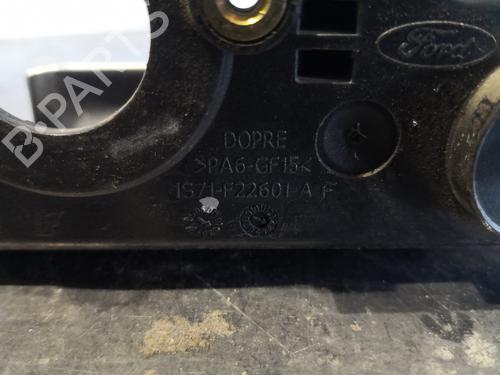 Ford
DOPRE
>PA6-GF15<
1S71-F22601-A F
B-PARTS